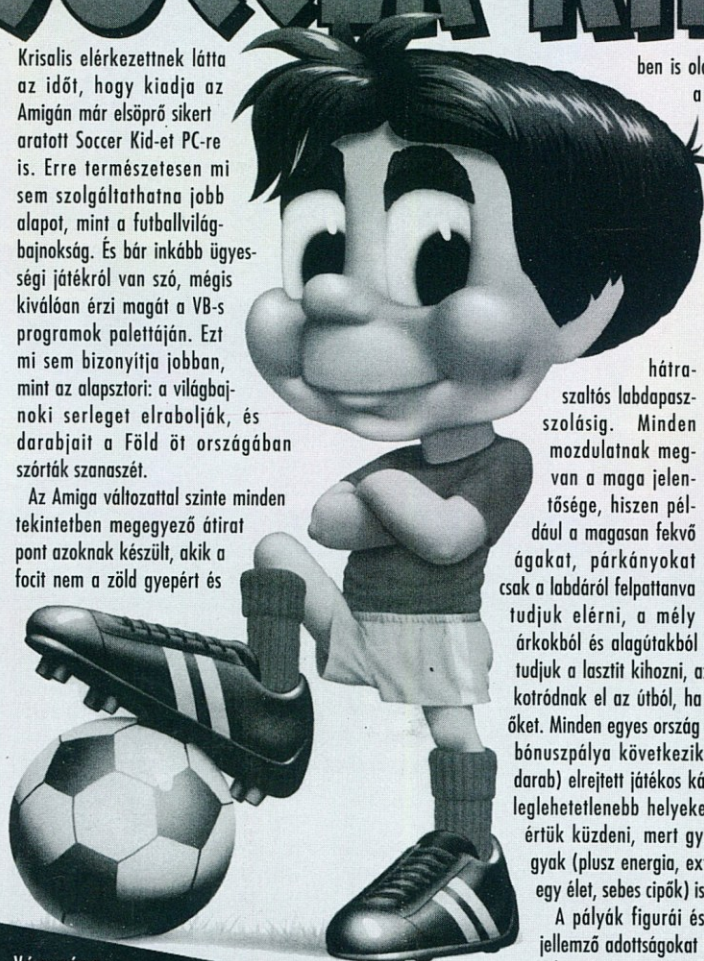 SOCCER KI
Krisalis elérkezettnek látta
az időt, hogy kiadja az
Amigán már elsöprő sikert
aratott Soccer Kid-et PC-re
is. Erre természetesen mi
sem szolgáltathatna jobb
alapot, mint a futballvilág-
bajnokság. És bár inkább ügyes-
ségi játékról van szó, mégis
kiválóan érzi magát a VB-s
programok palettáján. Ezt
mi sem bizonyítja jobban,
mint az alapsztori: a világbaj-
noki serleget elrabolják, és
darabjait a Föld öt országában
szórták szanaszét.
Az Amiga változattal szinte minden
tekintetben megegyező átirat
pont azoknak készült, akik a
focit nem a zöld gyepért és
ben is ol
a
hátra-
szaltós labdapasz-
szolásig. Minden
mozdulatnak meg-
van a maga jelen-
tősége, hiszen pél-
dául a magasan fekvő
ágakat, párkányokat
csak a labdáról felpattanva
tudjuk elérni, a mély
árkokból és alagútakból
tudjuk a lasztit kihozni, a
kotródnak el az útból, ha
őket. Minden egyes ország
bónuszpálya következik
darab) elrejtett játékos ká
leglehetetlenebb helyeke
értük küzdeni, mert gy
gyak (plusz energia, ex
egy élet, sebes cipők) is
A pályák figurái és
jellemző adottságokat